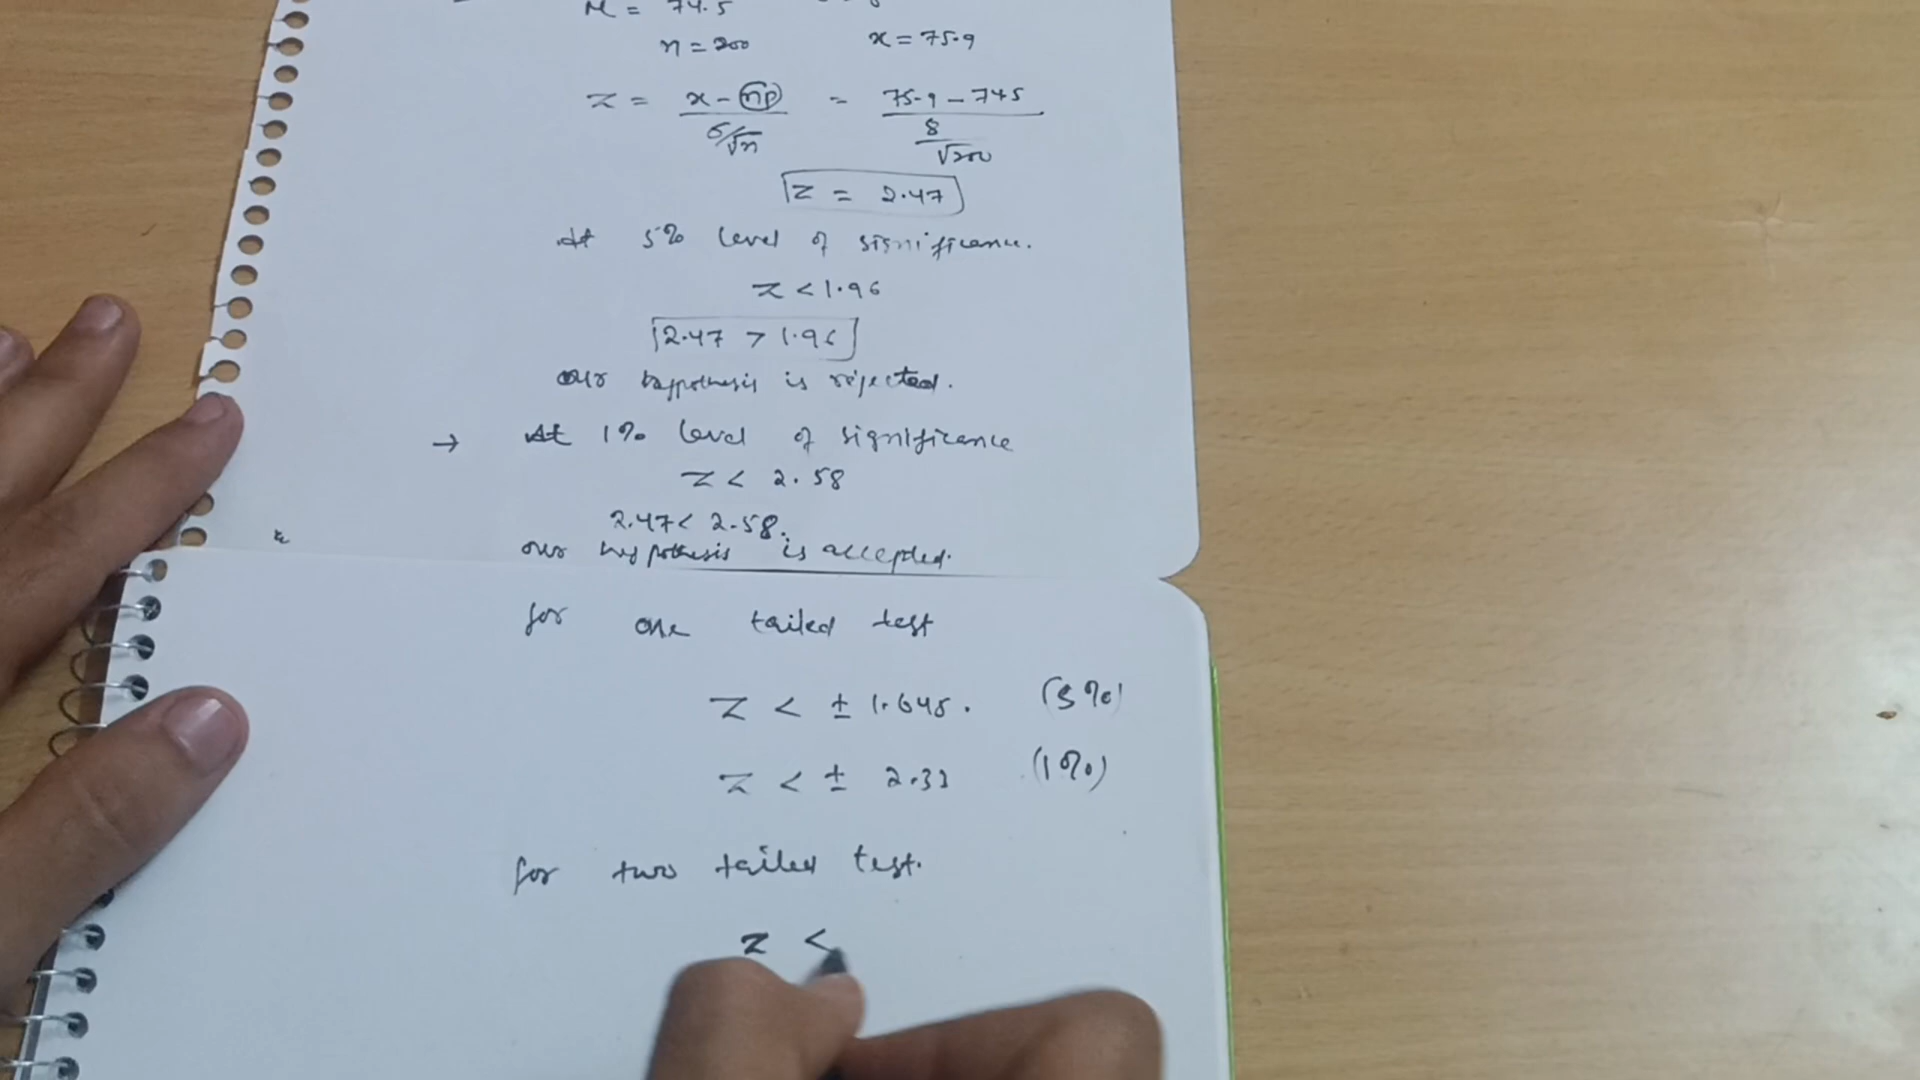 μ = 74.5
n = 200 x = 75.9
z = x - np / σ/√n = 75.9 - 745 / 8/√200
z = 2.47
At 5% level of significance.
z < 1.96
2.47 > 1.96
our hypothesis is rejected.
→ At 1% level of significance
z < 2.58
2.47 < 2.58.
our hypothesis is accepted.
for one tailed test
z < ± 1.645. (5%)
z < ± 2.33 (1%)
for two tailed test.
z <